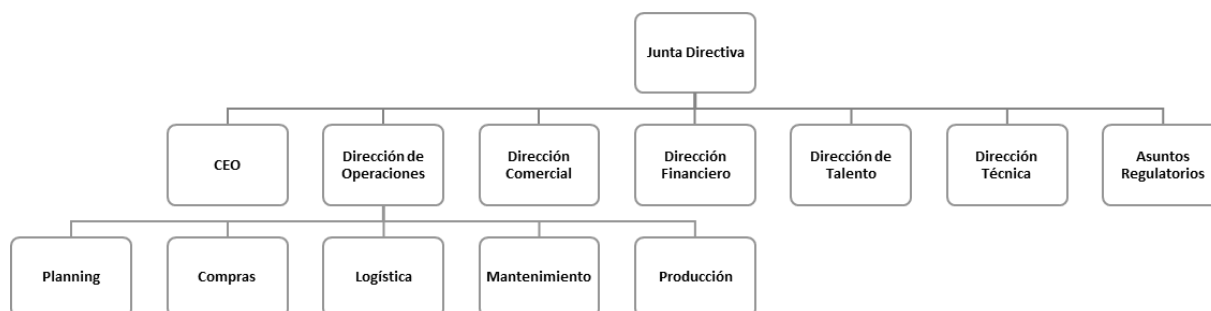 Junta Directiva
CEO
Dirección de
Operaciones
Dirección
Comercial
Dirección
Financiero
Dirección de
Talento
Dirección
Técnica
Asuntos
Regulatorios
Planning
Compras
Logística
Mantenimiento
Producción